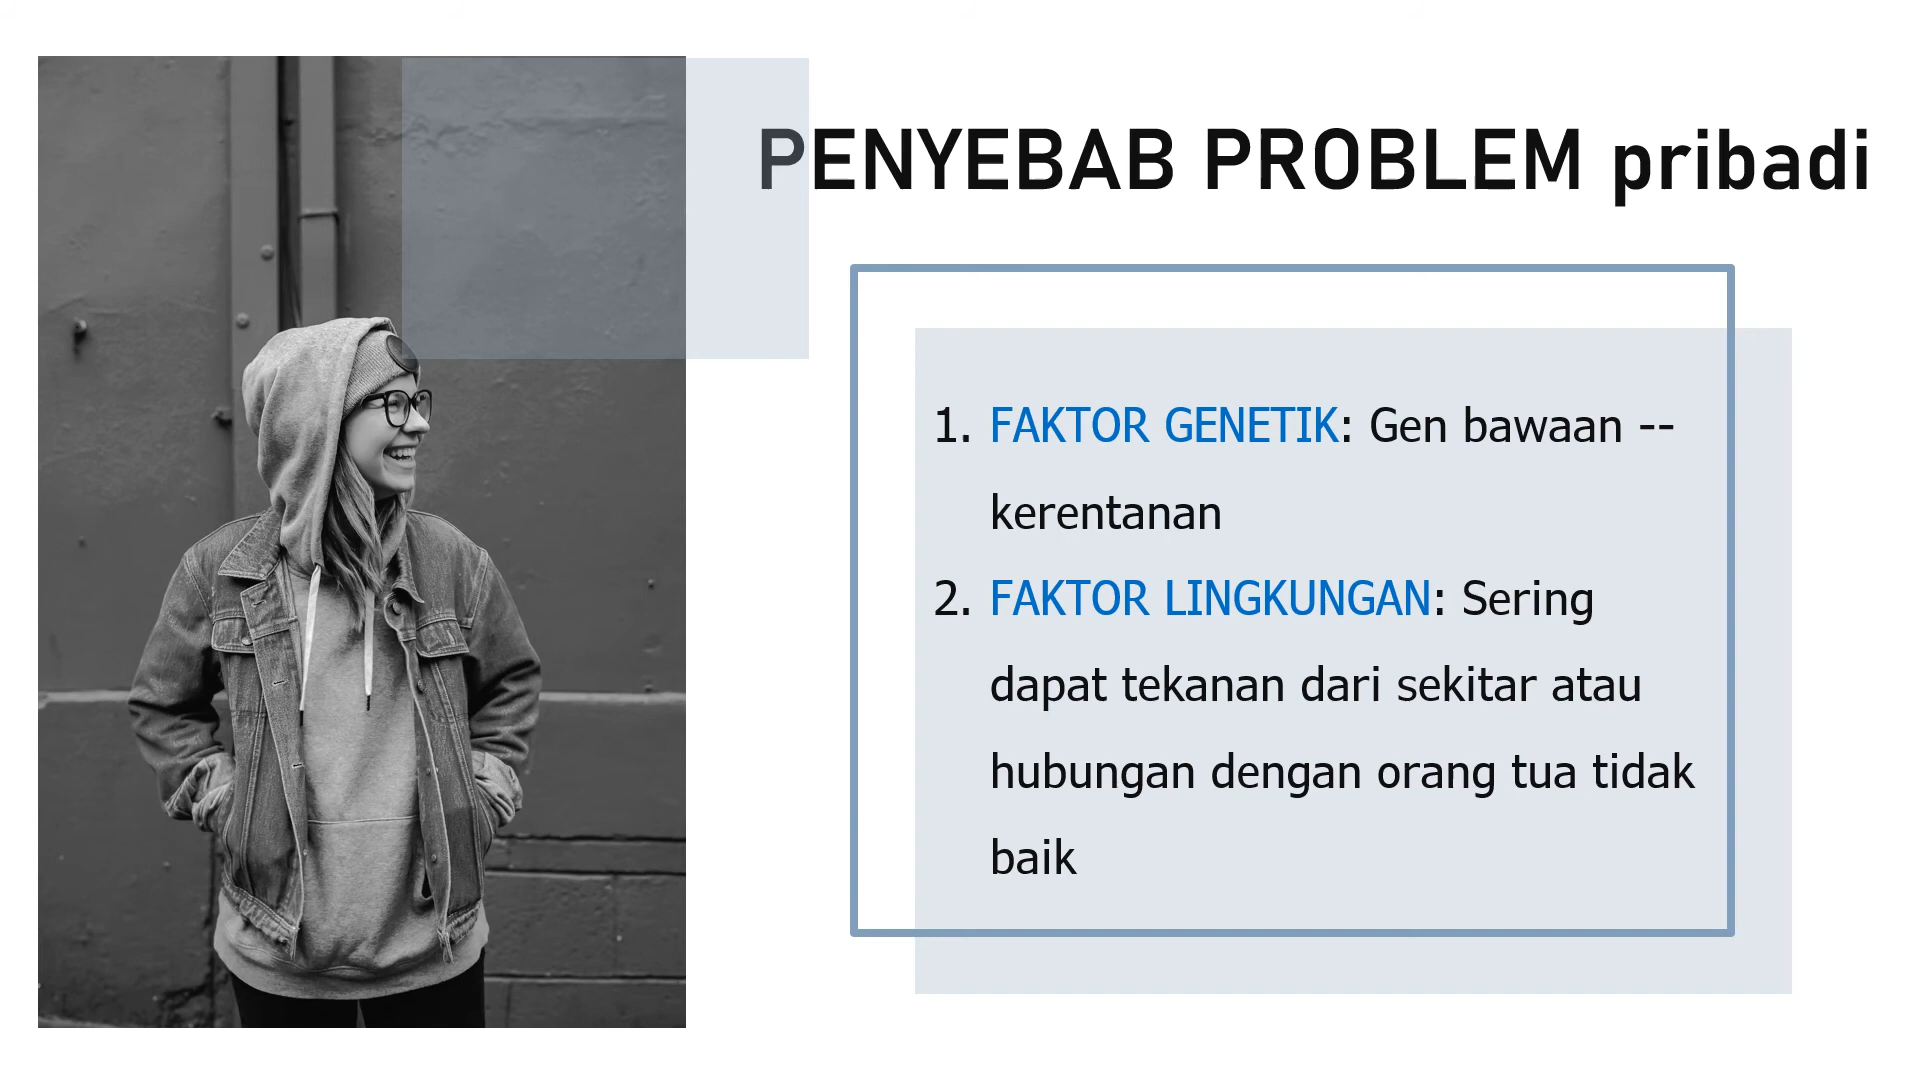 PENYEBAB PROBLEM pribadi
1. FAKTOR GENETIK: Gen bawaan --
kerentanan
2. FAKTOR LINGKUNGAN: Sering
dapat tekanan dari sekitar atau
hubungan dengan orang tua tidak
baik